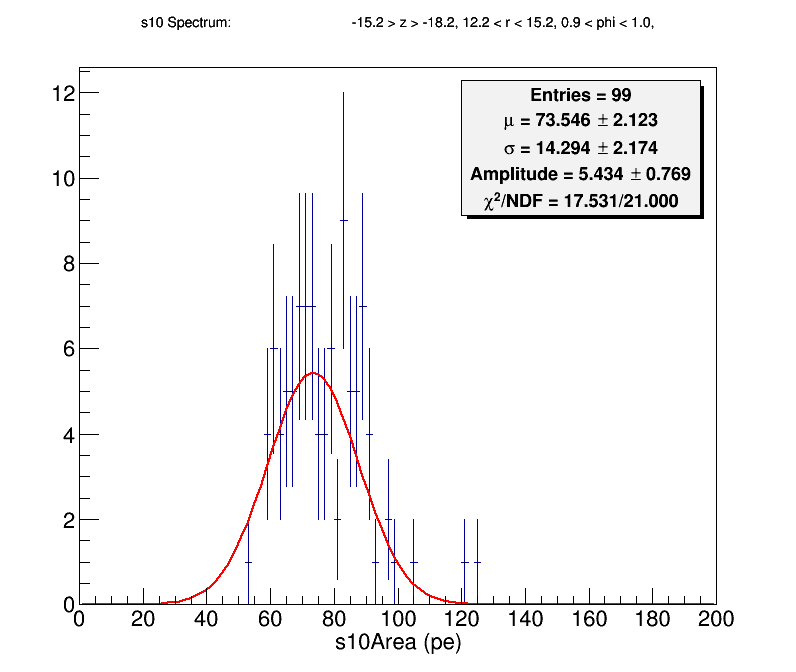 s10 Spectrum: -15.2 > z > -18.2, 12.2 < r < 15.2, 0.9 < phi < 1.0,
Entries = 99
μ = 73.546 ± 2.123
σ = 14.294 ± 2.174
Amplitude = 5.434 ± 0.769
χ²/NDF = 17.531/21.000
12
10
8
6
4
2
0
0 20 40 60 80 100 120 140 160 180 200
s10Area (pe)